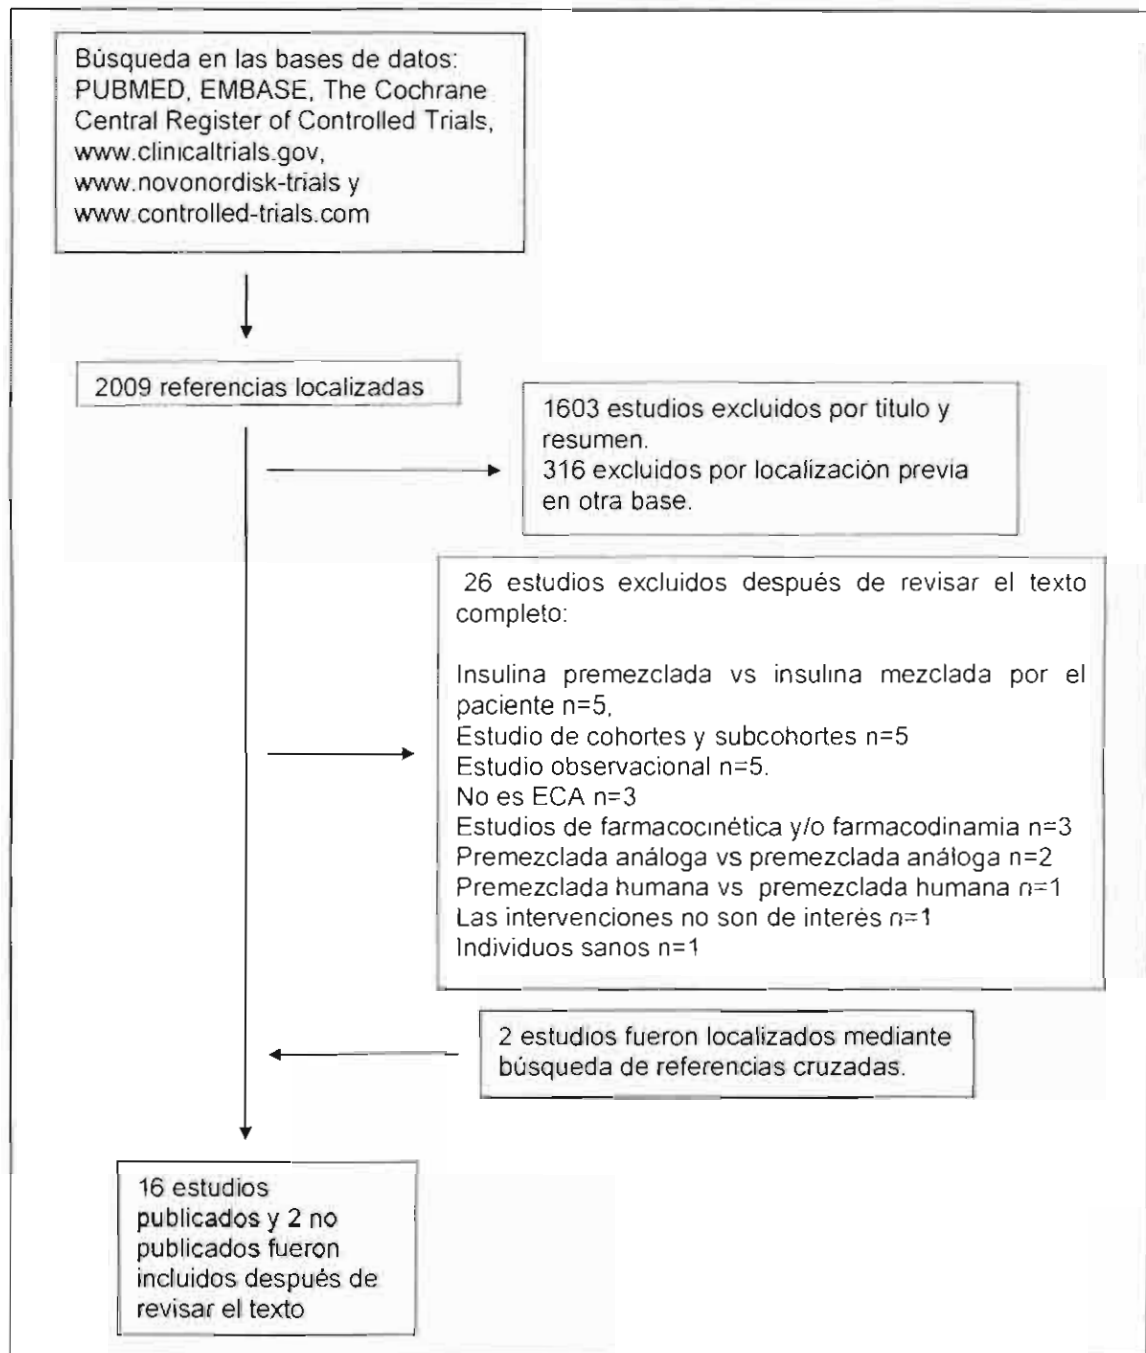 Búsqueda en las bases de datos:
PUBMED, EMBASE, The Cochrane
Central Register of Controlled Trials,
www.clinicaltrials.gov,
www.novonordisk-trials y
www.controlled-trials.com
2009 referencias localizadas
1603 estudios excluidos por titulo y
resumen.
316 excluidos por localización previa
en otra base.
26 estudios excluidos después de revisar el texto
completo:
Insulina premezclada vs insulina mezclada por el
paciente n=5,
Estudio de cohortes y subcohortes n=5
Estudio observacional n=5.
No es ECA n=3
Estudios de farmacocinética y/o farmacodinamia n=3
Premezclada análoga vs premezclada análoga n=2
Premezclada humana vs premezclada humana n=1
Las intervenciones no son de interés n=1
Individuos sanos n=1
2 estudios fueron localizados mediante
búsqueda de referencias cruzadas.
16 estudios
publicados y 2 no
publicados fueron
incluidos después de
revisar el texto